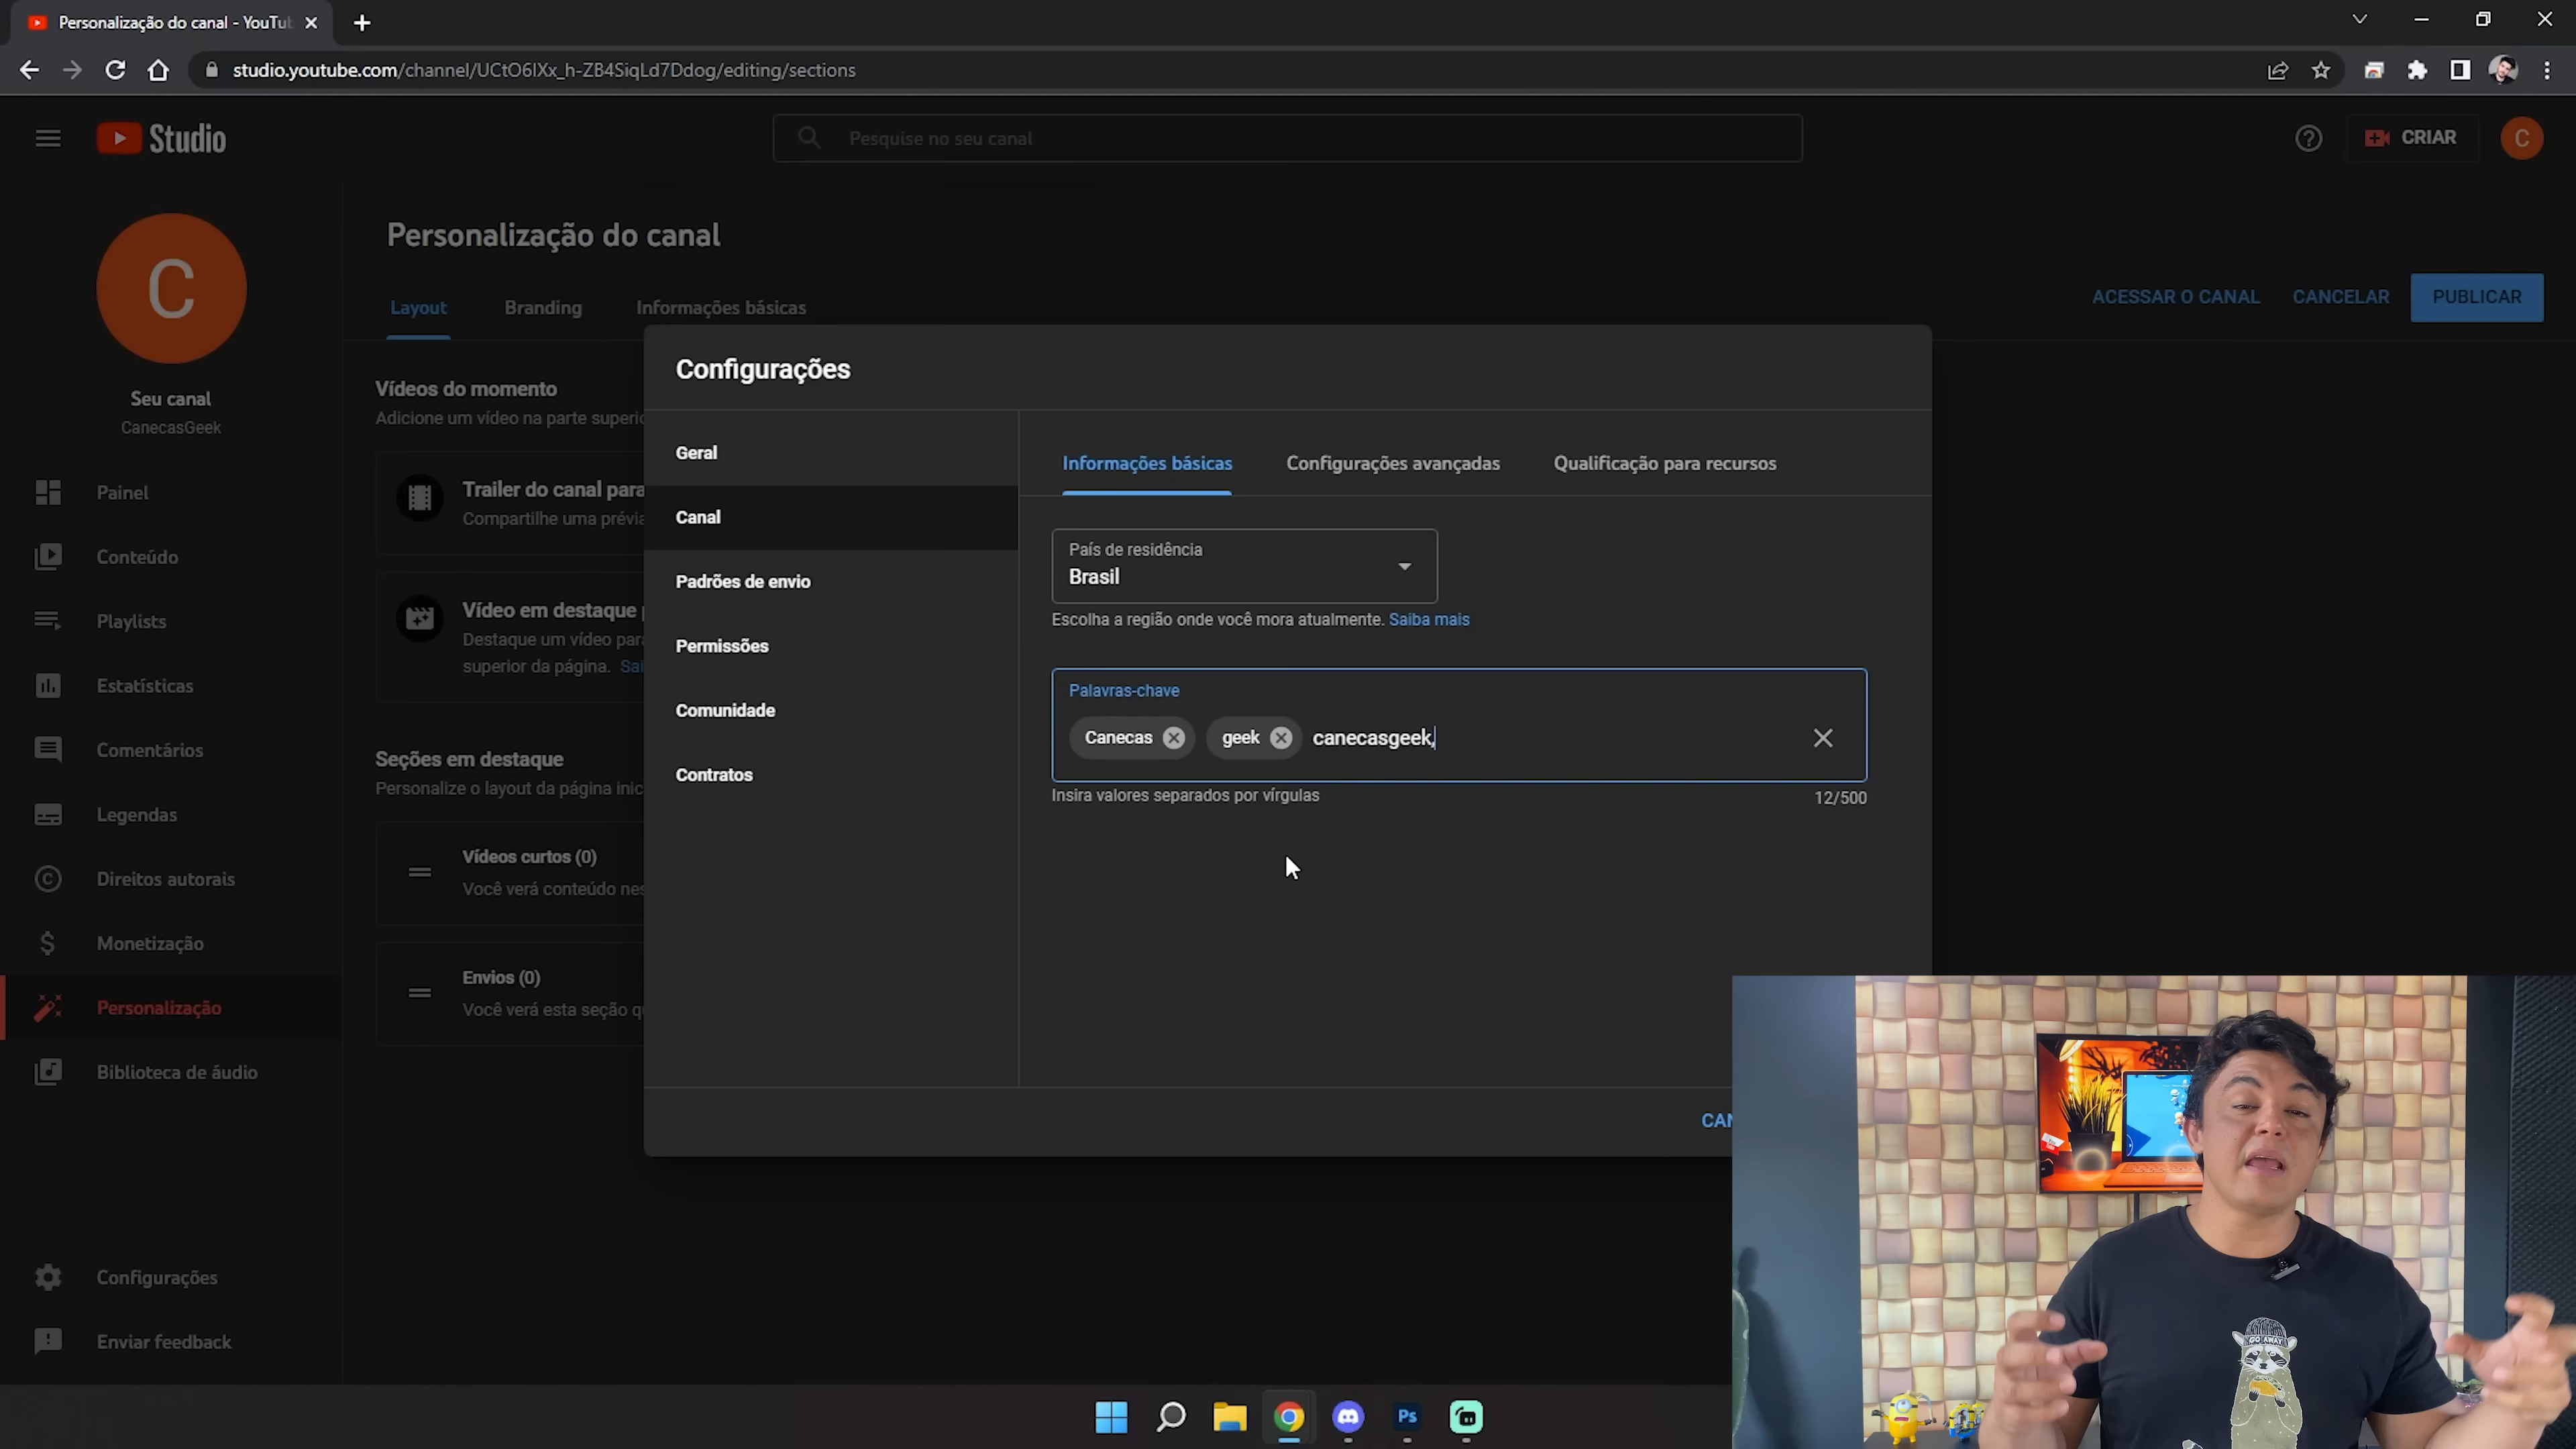 Personalização do canal - YouTub
studio.youtube.com/channel/UCtO6IXx_h-ZB4SiqLd7Ddog/editing/sections
Studio
Pesquise no seu canal
CRIAR
C
C
Seu canal
CanecasGeek
Painel
Conteúdo
Playlists
Estatísticas
Comentários
Legendas
Direitos autorais
Monetização
Personalização
Biblioteca de áudio
Configurações
Enviar feedback
Personalização do canal
Layout
Branding
Informações básicas
ACESSAR O CANAL
CANCELAR
PUBLICAR
Vídeos do momento
Adicione um vídeo na parte superio
Trailer do canal para
Compartilhe uma prévia
Vídeo em destaque p
Destaque um vídeo para
superior da página. Sai
Seções em destaque
Personalize o layout da página inic
Vídeos curtos (0)
Você verá conteúdo nes
Envios (0)
Você verá esta seção qu
Configurações
Geral
Canal
Padrões de envio
Permissões
Comunidade
Contratos
Informações básicas
Configurações avançadas
Qualificação para recursos
País de residência
Brasil
Escolha a região onde você mora atualmente. Saiba mais
Palavras-chave
Canecas
geek
canecasgeek,
Insira valores separados por vírgulas
12/500
CAN
Ps
GO AWAY